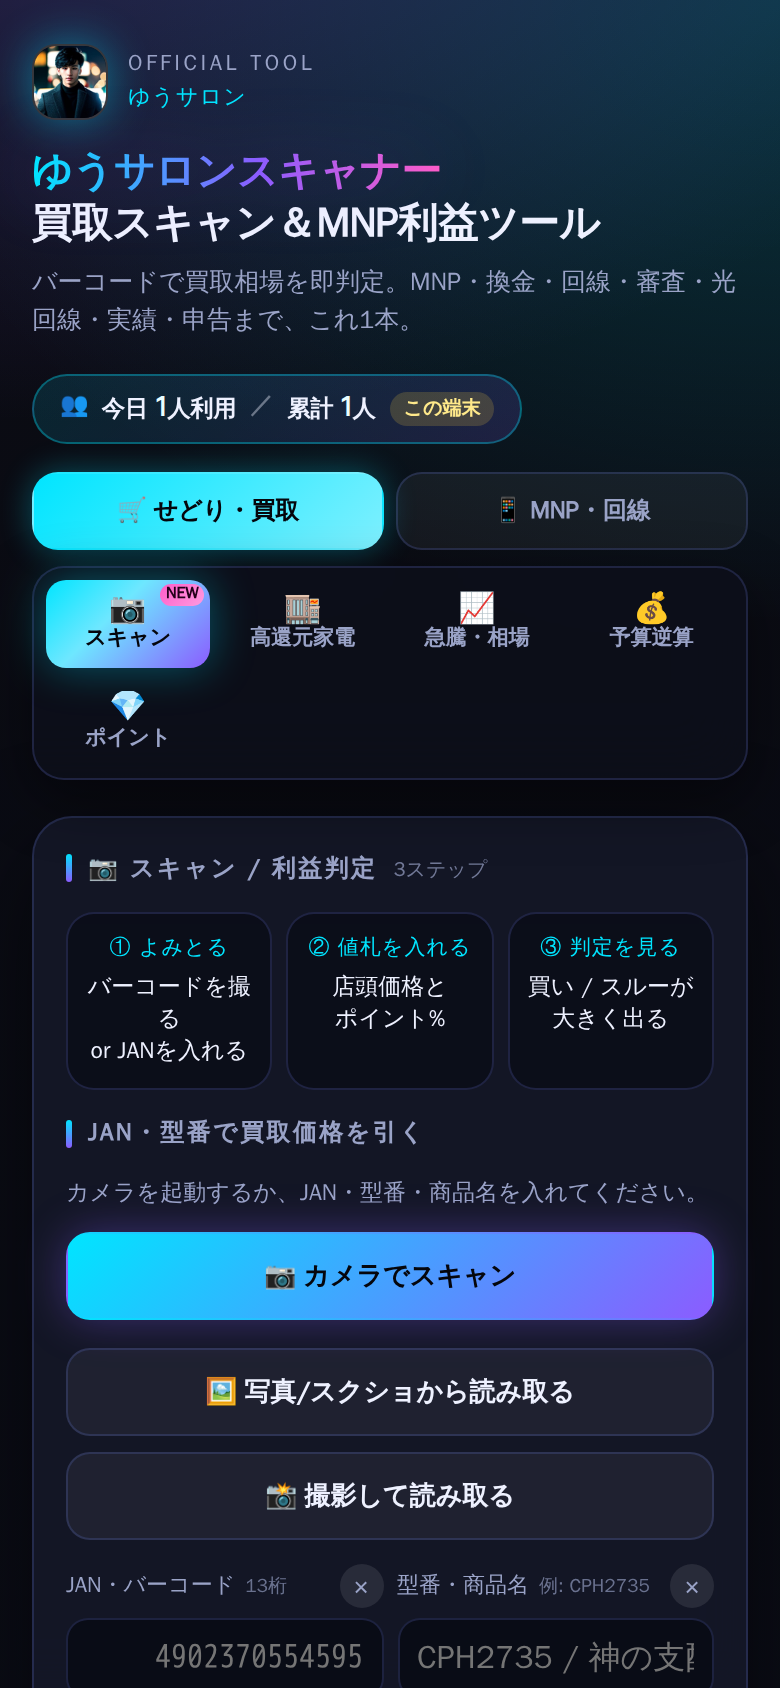 OFFICIAL TOOL
ゆうサロン
ゆうサロンスキャナー
買取スキャン＆MNP利益ツール
バーコードで買取相場を即判定。MNP・換金・回線・審査・光
回線・実績・申告まで、これ1本。
今日 1人利用 ／ 累計 1人 この端末
せどり・買取
MNP・回線
NEW
スキャン
高還元家電
急騰・相場
予算逆算
ポイント
スキャン / 利益判定 3ステップ
① よみとる
バーコードを撮
る
or JANを入れる
② 値札を入れる
店頭価格と
ポイント%
③ 判定を見る
買い / スルーが
大きく出る
JAN・型番で買取価格を引く
カメラを起動するか、JAN・型番・商品名を入れてください。
カメラでスキャン
写真/スクショから読み取る
撮影して読み取る
JAN・バーコード 13桁 ×
型番・商品名 例: CPH2735 ×
4902370554595
CPH2735 / 神の支